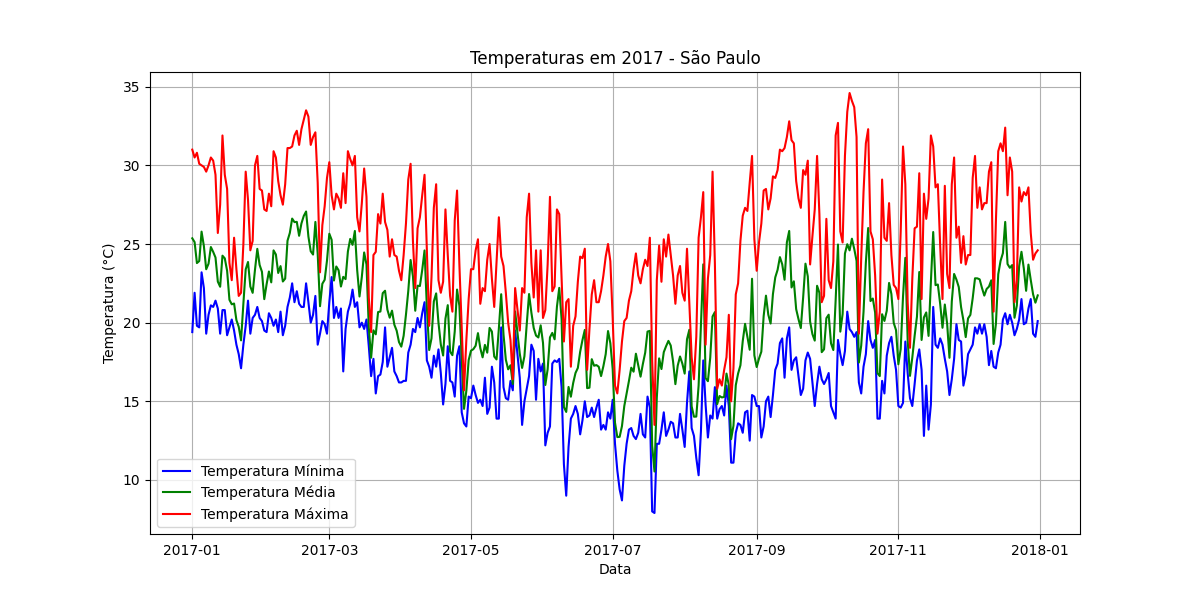 Temperaturas em 2017 - São Paulo
35
30
25
20
15
10
Temperatura (°C)
Temperatura Mínima
Temperatura Média
Temperatura Máxima
2017-01
2017-03
2017-05
2017-07
2017-09
2017-11
2018-01
Data